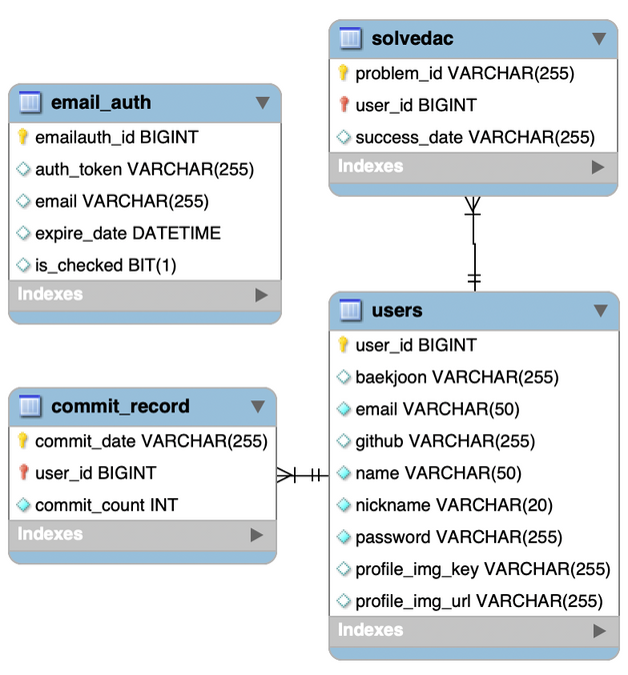 email_auth
emailauth_id BIGINT
auth_token VARCHAR(255)
email VARCHAR(255)
expire_date DATETIME
is_checked BIT(1)
Indexes
solvedac
problem_id VARCHAR(255)
user_id BIGINT
success_date VARCHAR(255)
Indexes
commit_record
commit_date VARCHAR(255)
user_id BIGINT
commit_count INT
Indexes
users
user_id BIGINT
baekjoon VARCHAR(255)
email VARCHAR(50)
github VARCHAR(255)
name VARCHAR(50)
nickname VARCHAR(20)
password VARCHAR(255)
profile_img_key VARCHAR(255)
profile_img_url VARCHAR(255)
Indexes